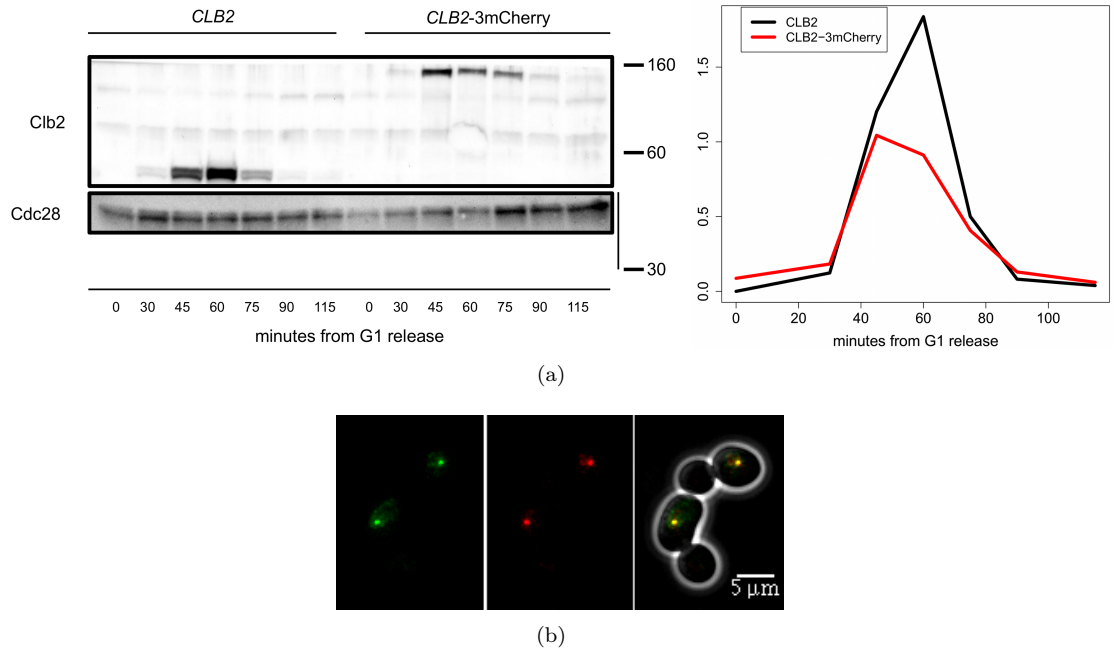 CLB2 CLB2-3mCherry
Clb2
160
60
Cdc28
30
0 30 45 60 75 90 115 0 30 45 60 75 90 115
minutes from G1 release
CLB2
CLB2−3mCherry
1.5
1.0
0.5
0.0
0 20 40 60 80 100
minutes from G1 release
(a)
5 µm
(b)